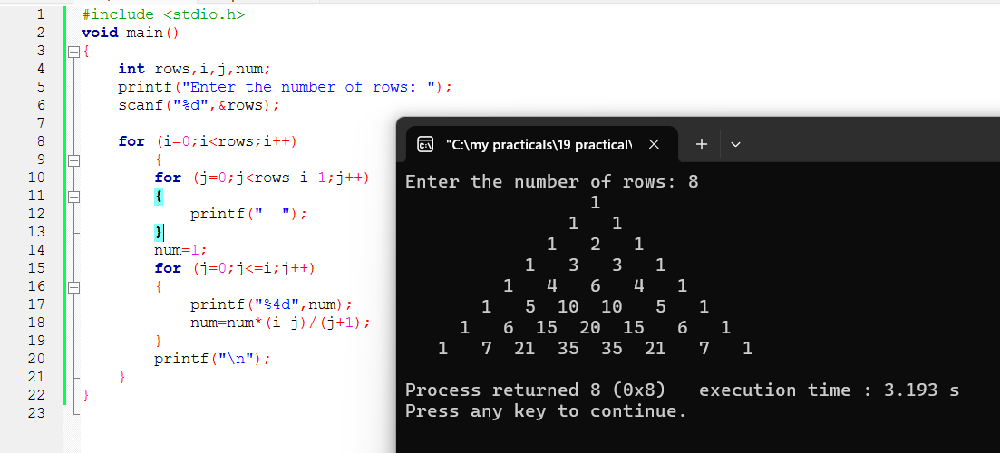 1 #include <stdio.h>
2 void main()
3 {
4 int rows,i,j,num;
5 printf("Enter the number of rows: ");
6 scanf("%d",&rows);
7
8 for (i=0;i<rows;i++)
9 {
10 for (j=0;j<rows-i-1;j++)
11 {
12 printf("  ");
13 }
14 num=1;
15 for (j=0;j<=i;j++)
16 {
17 printf("%4d",num);
18 num=num*(i-j)/(j+1);
19 }
20 printf("\n");
21 }
22 }
23
"C:\my practicals\19 practical\
Enter the number of rows: 8
1
1 1
1 2 1
1 3 3 1
1 4 6 4 1
1 5 10 10 5 1
1 6 15 20 15 6 1
1 7 21 35 35 21 7 1
Process returned 8 (0x8)   execution time : 3.193 s
Press any key to continue.